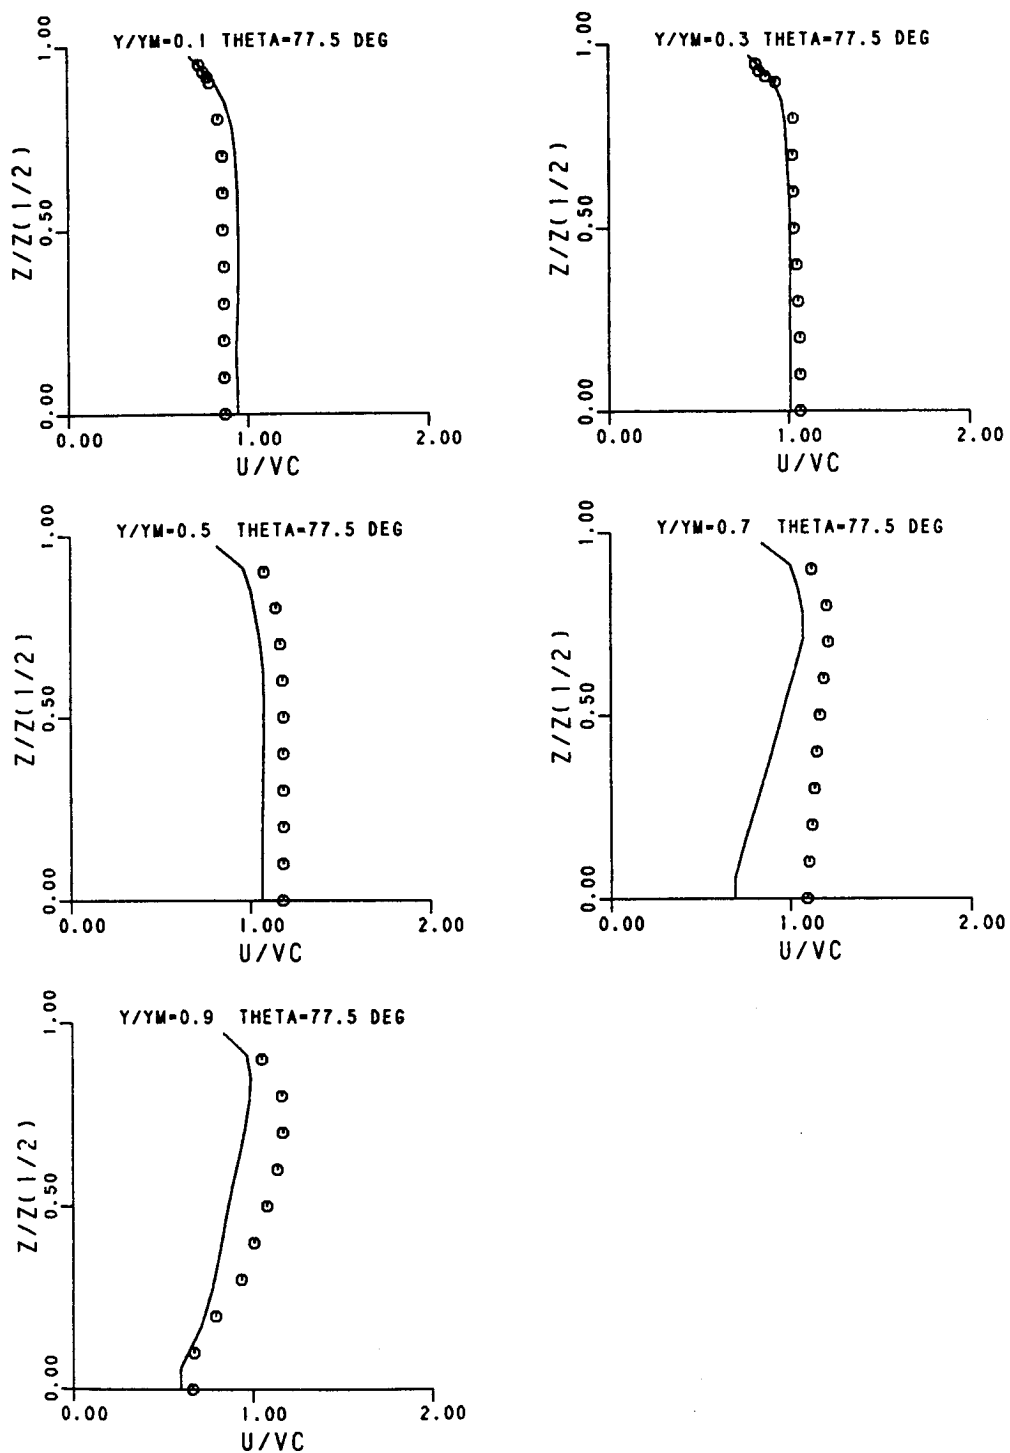 Y/YM=0.1 THETA=77.5 DEG
1.00
0.50
0.00
Z/Z(1/2)
0.00
1.00
2.00
U/VC
Y/YM=0.3 THETA=77.5 DEG
1.00
0.50
0.00
Z/Z(1/2)
0.00
1.00
2.00
U/VC
Y/YM=0.5 THETA=77.5 DEG
1.00
0.50
0.00
Z/Z(1/2)
0.00
1.00
2.00
U/VC
Y/YM=0.7 THETA=77.5 DEG
1.00
0.50
0.00
Z/Z(1/2)
0.00
1.00
2.00
U/VC
Y/YM=0.9 THETA=77.5 DEG
1.00
0.50
0.00
Z/Z(1/2)
0.00
1.00
2.00
U/VC